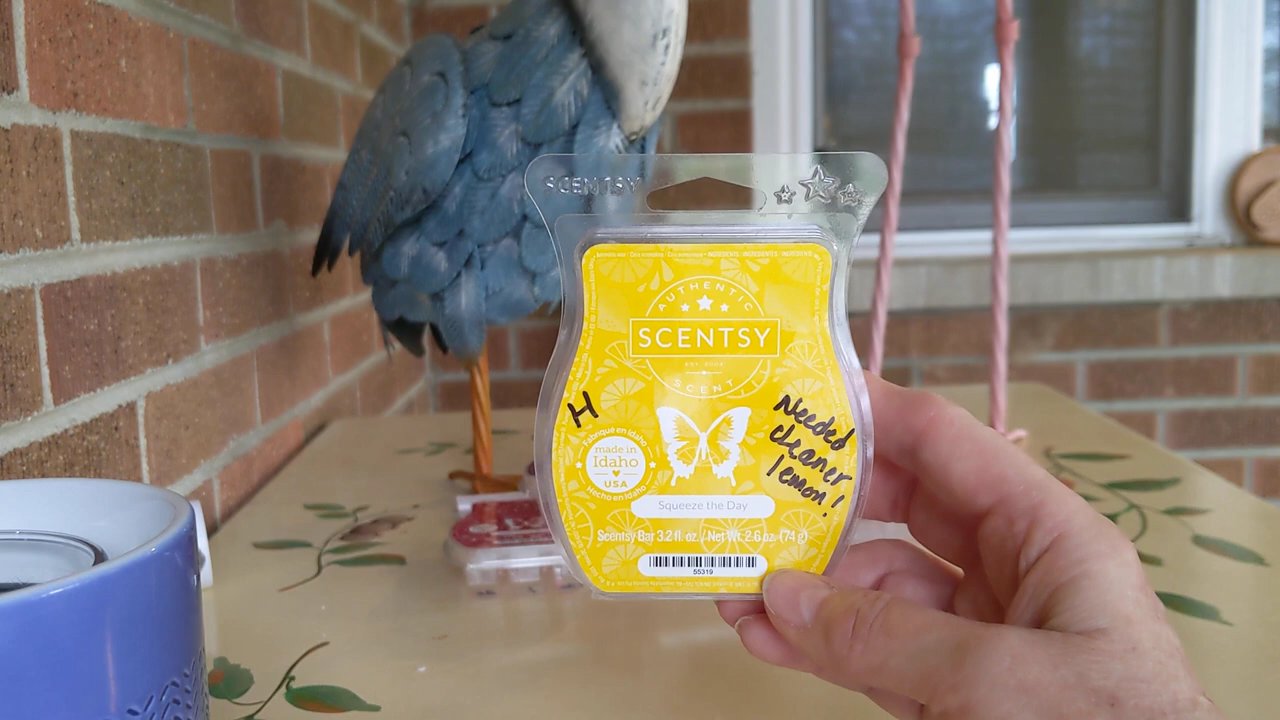 SCENTSY
AUTHENTIC
SCENTSY
EST. 2004
SCENT
H
Needed
cleaner
lemon!
Fabriqué en Idaho
made in
Idaho
USA
Hecho en Idaho
Squeeze the Day
Scentsy Bar 3.2 fl. oz. / Net Wt. 2.6 oz. (74 g)
55319